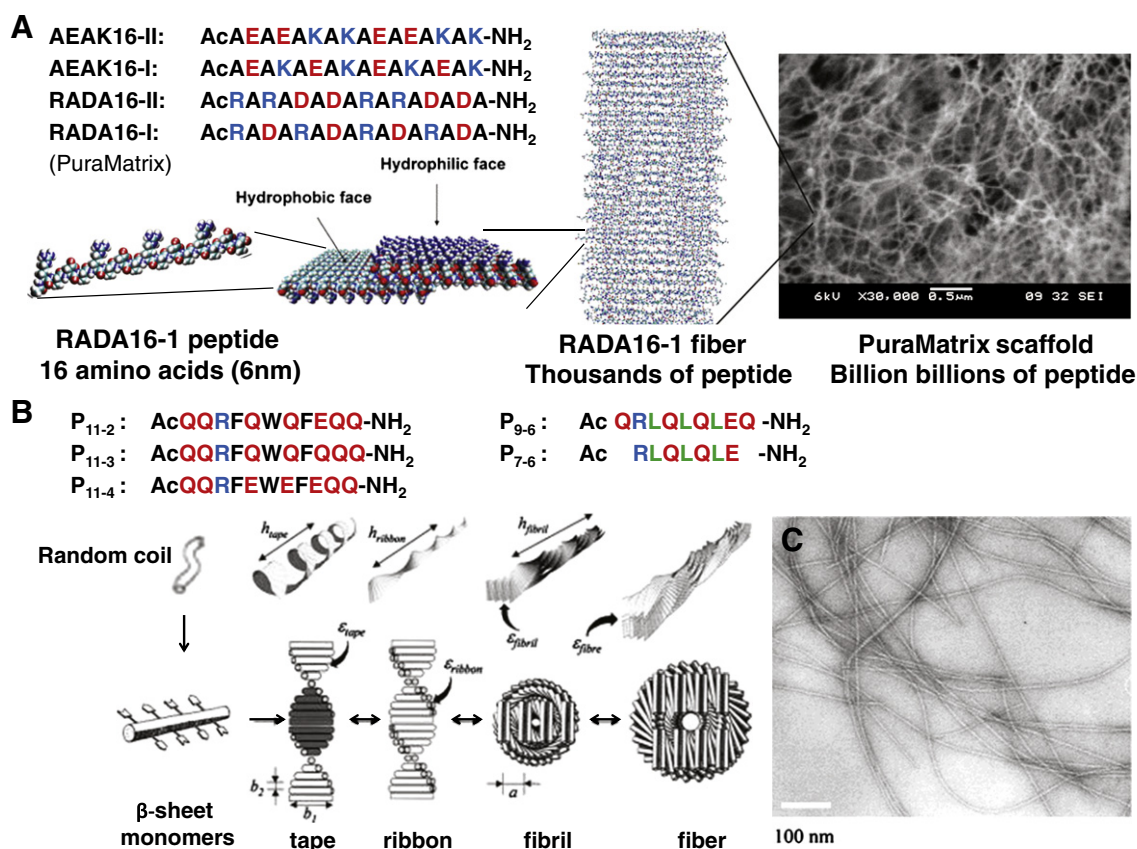 A
AEAK16-II: AcAEAEAKAKAEAEAKAK-NH2
AEAK16-I: AcAEAKAEAKAEAKAEAK-NH2
RADA16-II: AcRARADADARARADADA-NH2
RADA16-I: AcRADARADARADARADA-NH2
(PuraMatrix)
Hydrophilic face
Hydrophobic face
6kV X30,000 0.5μm 09 32 SEI
RADA16-1 peptide
16 amino acids (6nm)
RADA16-1 fiber
Thousands of peptide
PuraMatrix scaffold
Billion billions of peptide
B
P11-2 : AcQQRFQWQFEQQ-NH2
P11-3 : AcQQRFQWQFQQQ-NH2
P11-4 : AcQQRFEWEFEQQ-NH2
P9-6 : Ac QRLQLQLEQ -NH2
P7-6 : Ac RLQLQLE -NH2
Random coil
htape
hribbon
hfibril
εtape
εribbon
εfibril
εfibre
b2
b1
a
β-sheet
monomers
tape
ribbon
fibril
fiber
C
100 nm